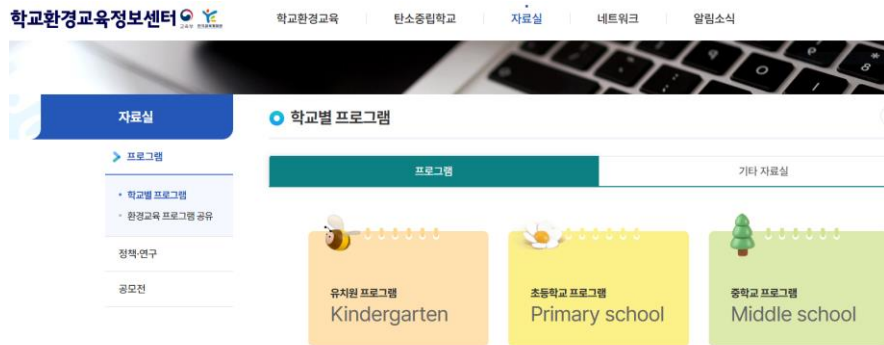 학교환경교육정보센터 교육부
학교환경교육 탄소중립학교 자료실 네트워크 알림소식
자료실
프로그램
학교별 프로그램
환경교육 프로그램 공유
정책·연구
공모전
학교별 프로그램
프로그램 기타 자료실
유치원 프로그램
Kindergarten
초등학교 프로그램
Primary school
중학교 프로그램
Middle school